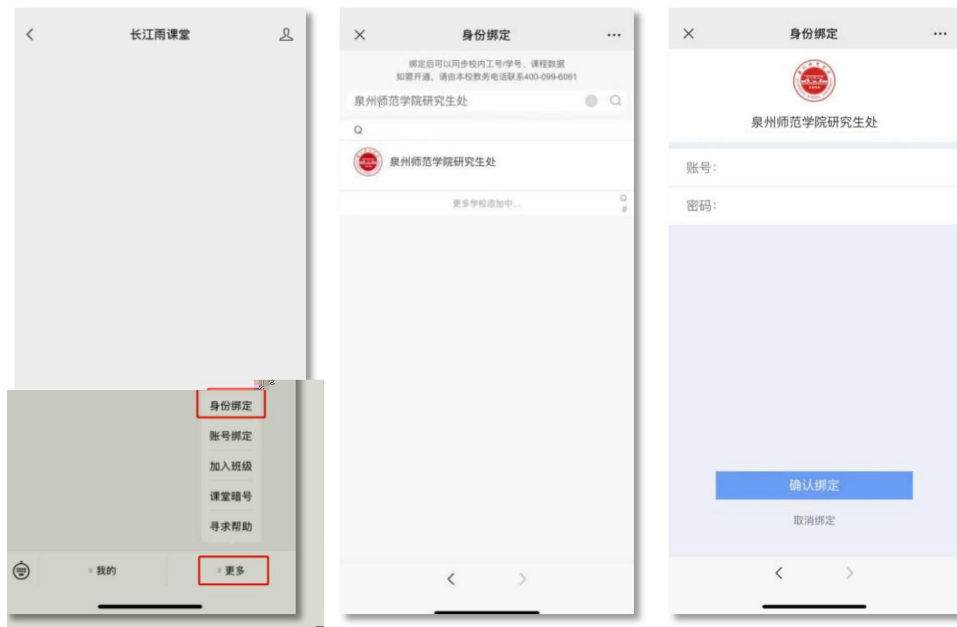 长江雨课堂
身份绑定
账号绑定
加入班级
课堂暗号
寻求帮助
我的
更多
身份绑定
绑定后可以同步校内工号/学号、课程数据
如需开通，请由本校教务电话联系400-099-6061
泉州师范学院研究生处
Q
泉州师范学院研究生处
更多学校添加中...
Q
#
身份绑定
泉州师范学院研究生处
账号:
密码:
确认绑定
取消绑定